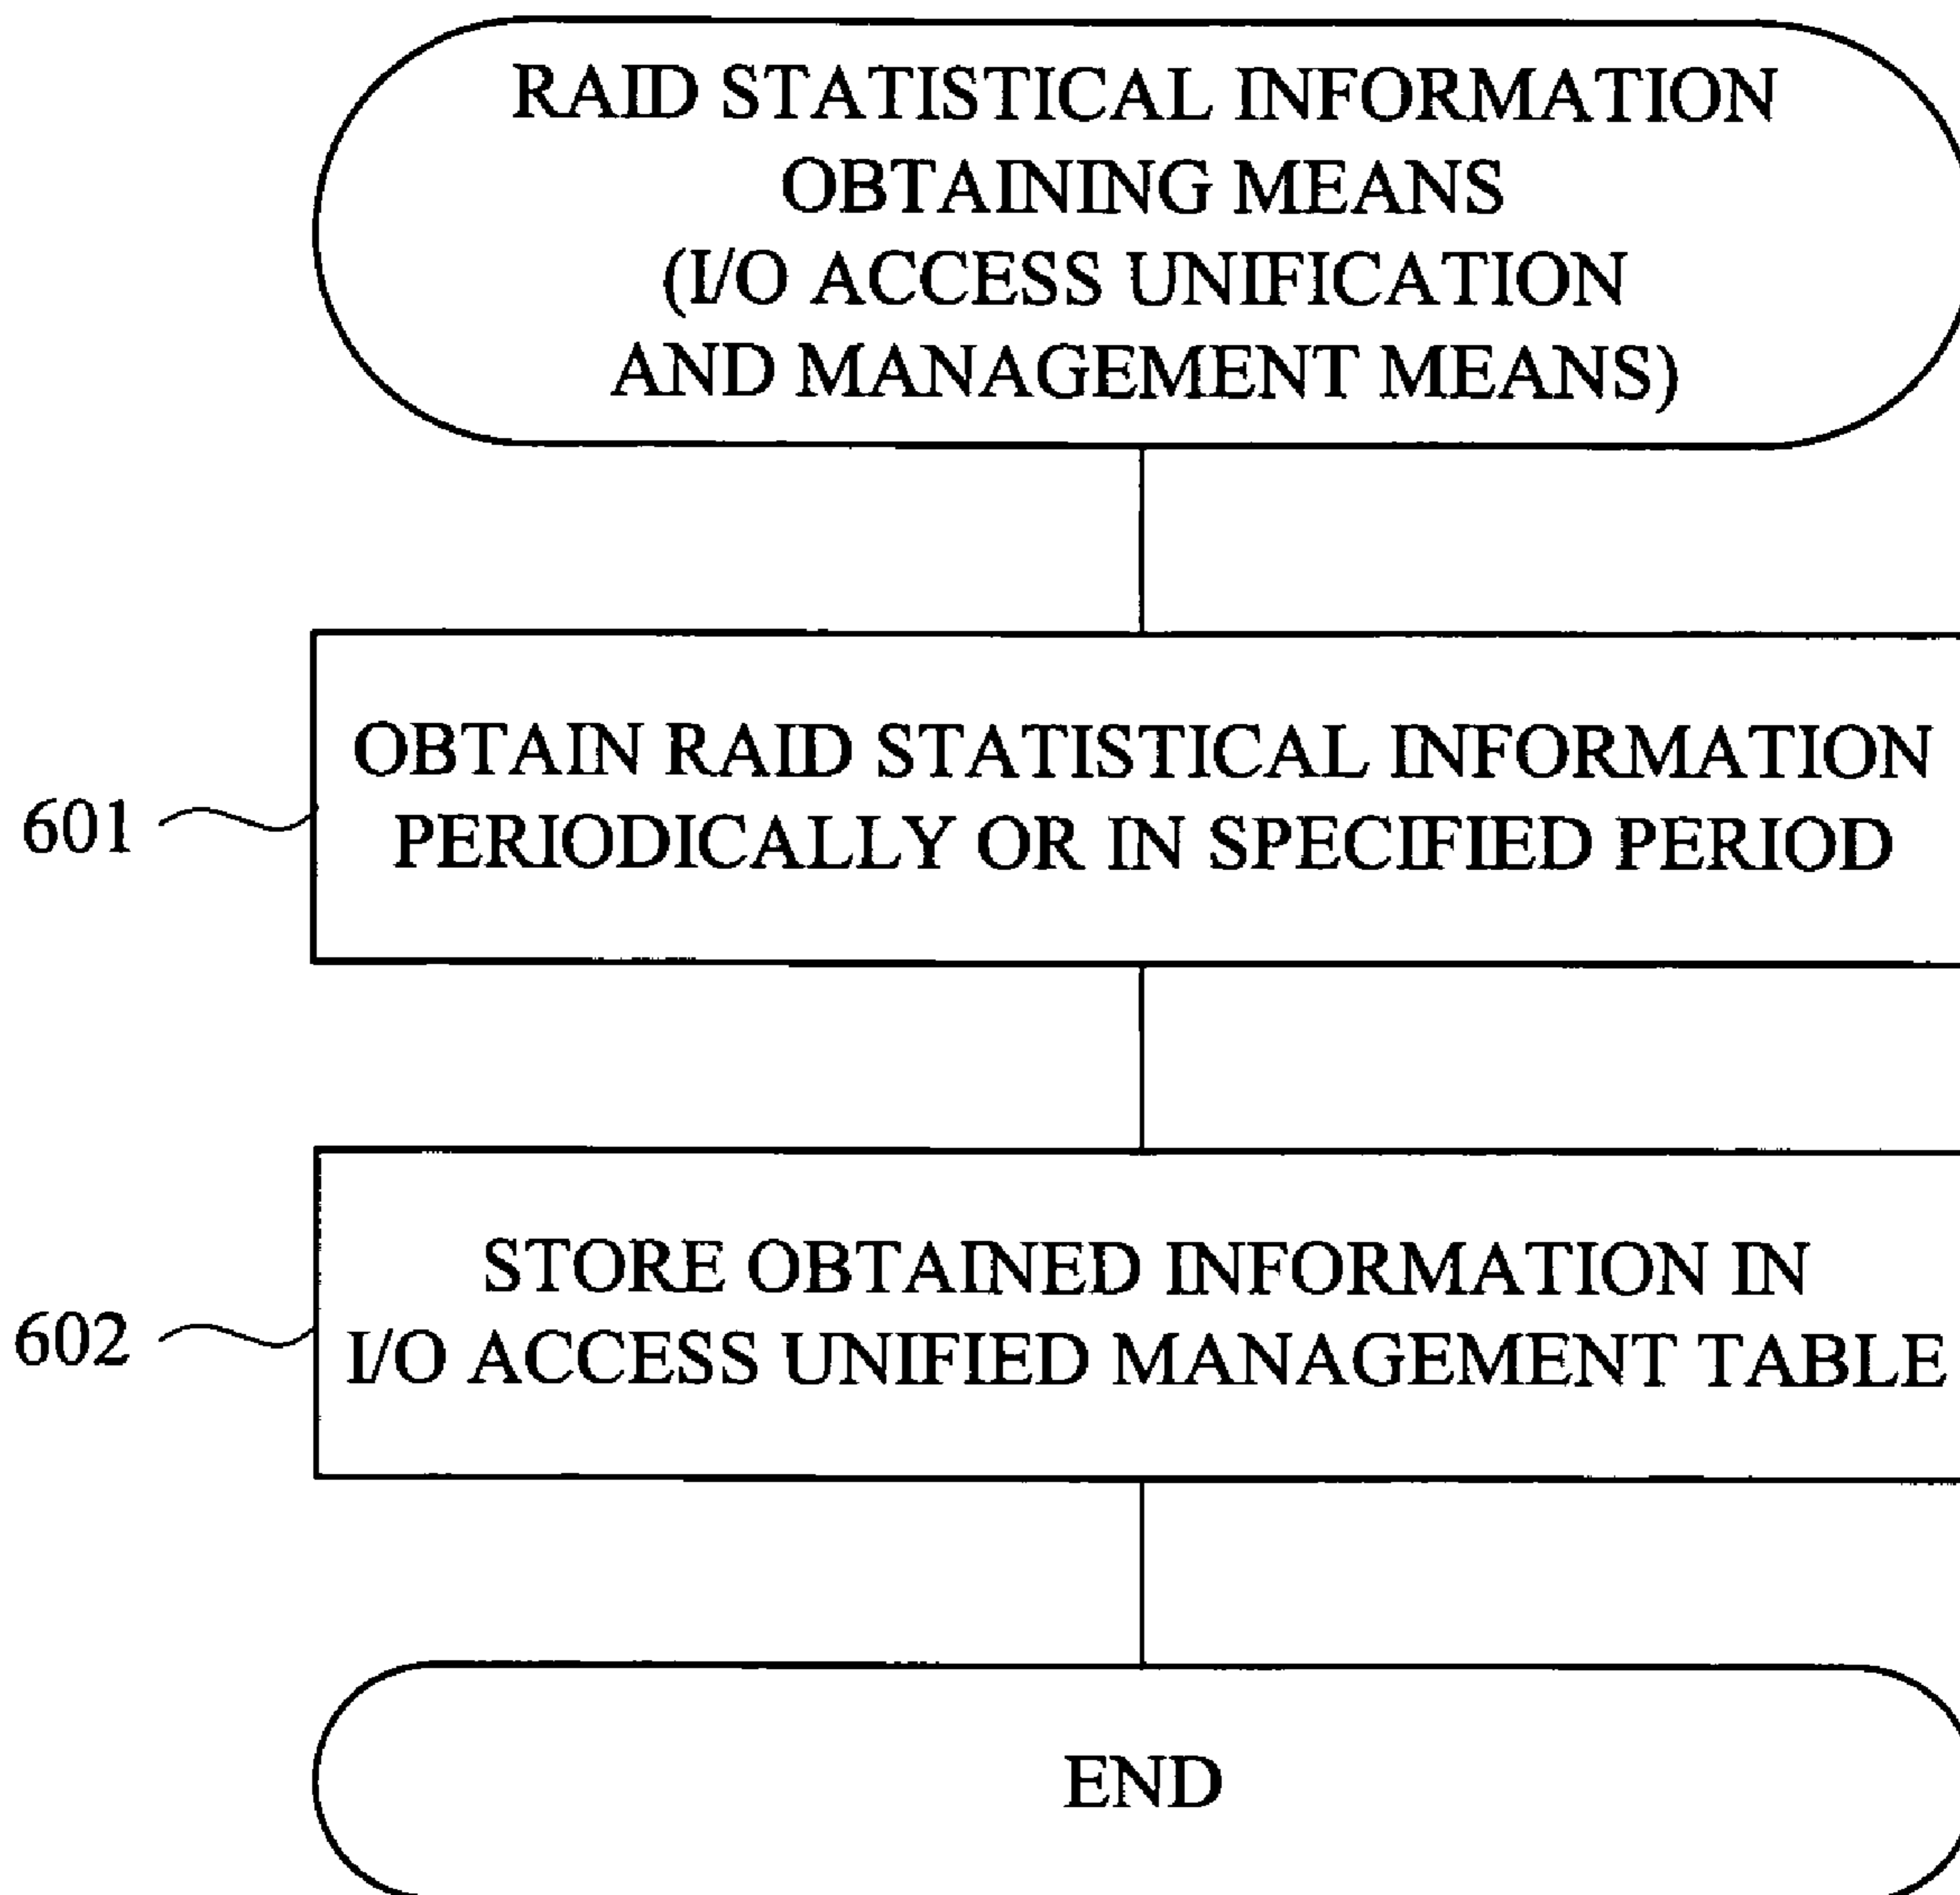 RAID STATISTICAL INFORMATION
OBTAINING MEANS
(I/O ACCESS UNIFICATION
AND MANAGEMENT MEANS)
OBTAIN RAID STATISTICAL INFORMATION
PERIODICALLY OR IN SPECIFIED PERIOD
601
STORE OBTAINED INFORMATION IN
I/O ACCESS UNIFIED MANAGEMENT TABLE
602
END